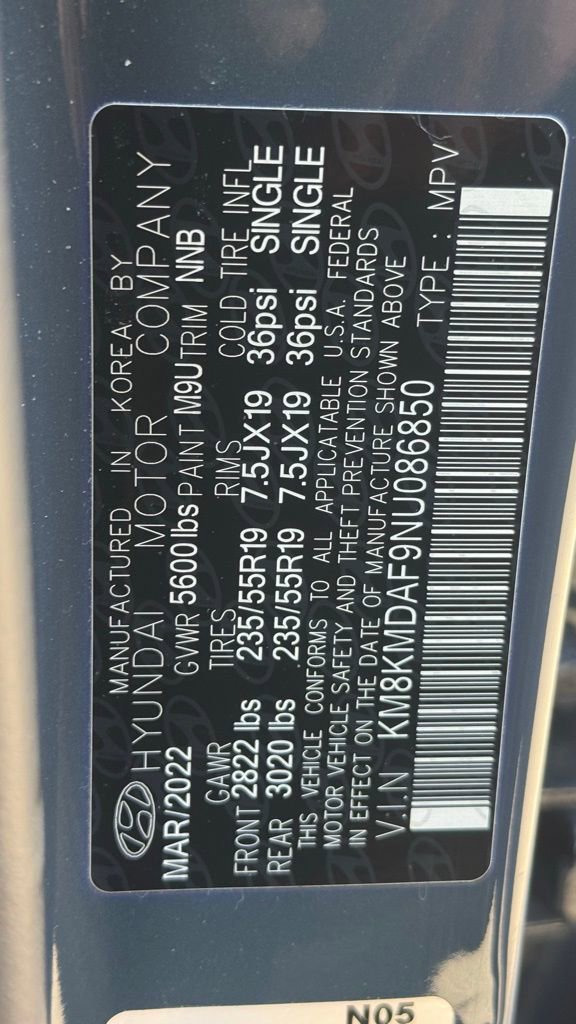 MANUFACTURED IN KOREA BY
HYUNDAI MOTOR COMPANY
MAR/2022 GVWR 5600lbs PAINT M9U TRIM NNB
GAWR TIRES RIMS COLD TIRE INFL
FRONT 2822 lbs 235/55R19 7.5JX19 36psi SINGLE
REAR 3020 lbs 235/55R19 7.5JX19 36psi SINGLE
THIS VEHICLE CONFORMS TO ALL APPLICATABLE U.S.A. FEDERAL
MOTOR VEHICLE SAFETY AND THEFT PREVENTION STANDARDS
IN EFFECT ON THE DATE OF MANUFACTURE SHOWN ABOVE
V.I.N KM8KMDAF9NU086850 TYPE : MPV
N05